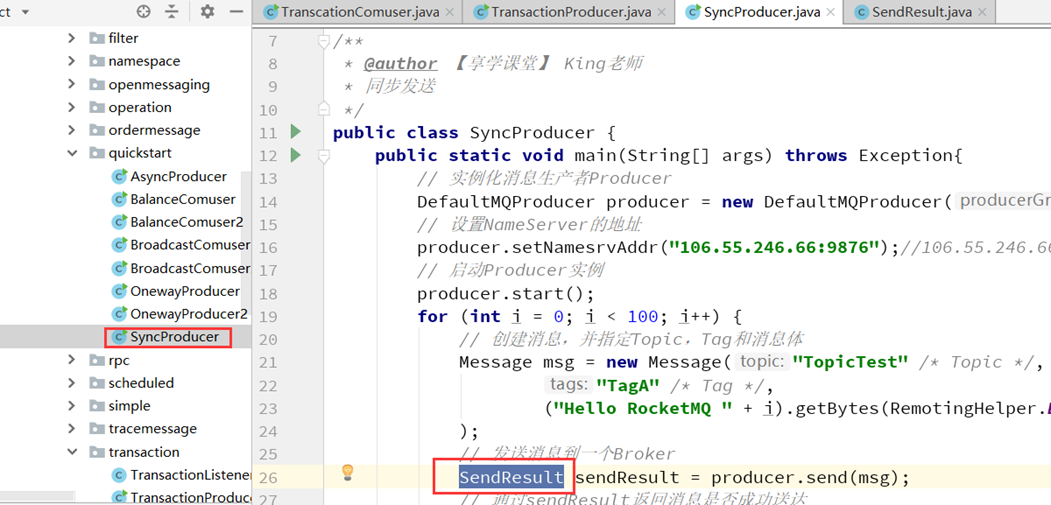 ct
filter
namespace
openmessaging
operation
ordermessage
quickstart
AsyncProducer
BalanceComuser
BalanceComuser2
BroadcastComuser
BroadcastComuser
OnewayProducer
OnewayProducer2
SyncProducer
rpc
scheduled
simple
tracemessage
transaction
TransactionListener
TransactionProduce
TranscationComuser.java
TransactionProducer.java
SyncProducer.java
SendResult.java
7 /**
8 * @author 【享学课堂】 King老师
9 * 同步发送
10 */
11 public class SyncProducer {
12 public static void main(String[] args) throws Exception{
13 // 实例化消息生产者Producer
14 DefaultMQProducer producer = new DefaultMQProducer( producerGr
15 // 设置NameServer的地址
16 producer.setNamesrvAddr("106.55.246.66:9876");//106.55.246.66
17 // 启动Producer实例
18 producer.start();
19 for (int i = 0; i < 100; i++) {
20 // 创建消息，并指定Topic，Tag和消息体
21 Message msg = new Message( topic: "TopicTest" /* Topic */,
22 tags: "TagA" /* Tag */,
23 ("Hello RocketMQ " + i).getBytes(RemotingHelper.
24 );
25 // 发送消息到一个Broker
26 SendResult sendResult = producer.send(msg);
27 // 通过sendResult返回消息是否成功送达